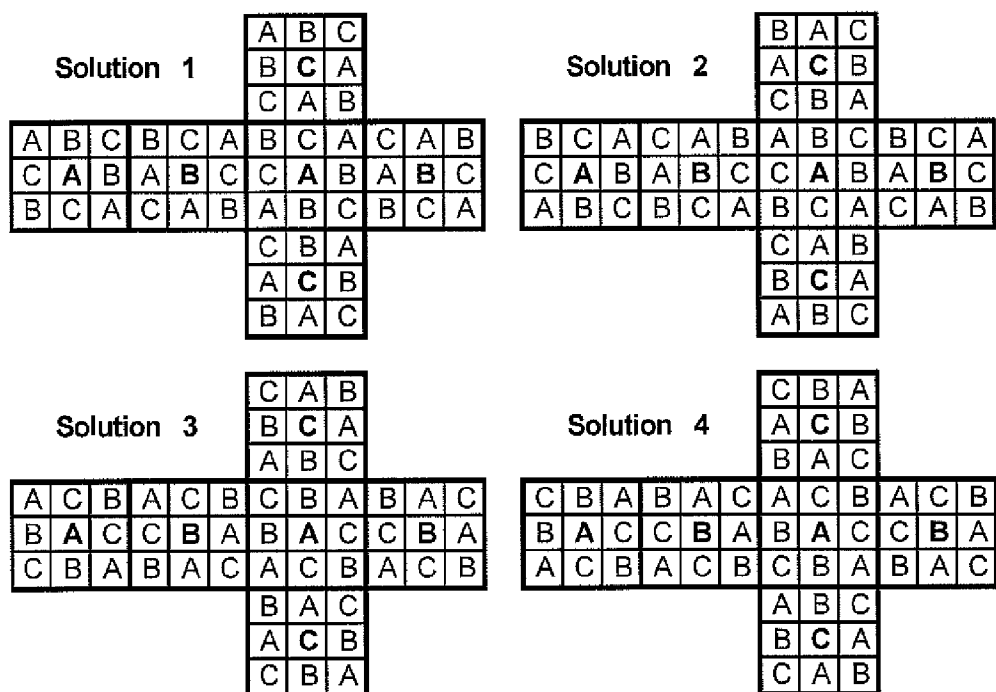 A B C
Solution 1
B C A
C A B
A B C B C A B C A C A B
C A B A B C C A B A B C
B C A C A B A B C B C A
C B A
A C B
B A C
B A C
Solution 2
A C B
C B A
B C A C A B A B C B C A
C A B A B C C A B A B C
A B C B C A B C A C A B
C A B
B C A
A B C
C A B
Solution 3
B C A
A B C
A C B A C B C B A B A C
B A C C B A B A C C B A
C B A B A C A C B A C B
B A C
A C B
C B A
C B A
Solution 4
A C B
B A C
C B A B A C A C B A C B
B A C C B A B A C C B A
A C B A C B C B A B A C
A B C
B C A
C A B